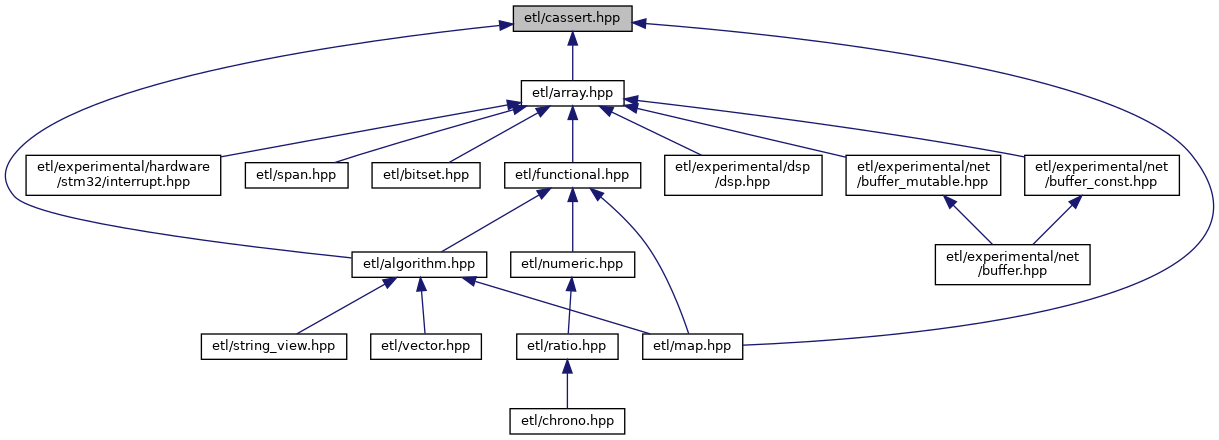 etl/cassert.hpp
etl/array.hpp
etl/experimental/hardware
/stm32/interrupt.hpp
etl/span.hpp
etl/bitset.hpp
etl/functional.hpp
etl/experimental/dsp
/dsp.hpp
etl/experimental/net
/buffer_mutable.hpp
etl/experimental/net
/buffer_const.hpp
etl/algorithm.hpp
etl/numeric.hpp
etl/experimental/net
/buffer.hpp
etl/string_view.hpp
etl/vector.hpp
etl/ratio.hpp
etl/map.hpp
etl/chrono.hpp